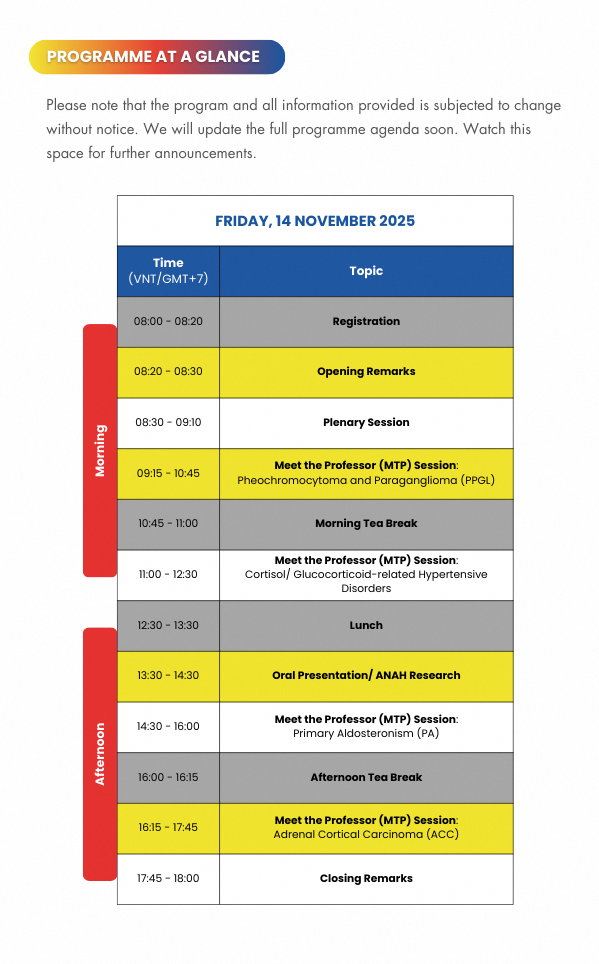 PROGRAMME AT A GLANCE
Please note that the program and all information provided is subjected to change
without notice. We will update the full programme agenda soon. Watch this
space for further announcements.
FRIDAY, 14 NOVEMBER 2025
Time
(VNT/GMT+7)
Topic
Morning
08:00 - 08:20
Registration
08:20 - 08:30
Opening Remarks
08:30 - 09:10
Plenary Session
09:15 - 10:45
Meet the Professor (MTP) Session:
Pheochromocytoma and Paraganglioma (PPGL)
10:45 - 11:00
Morning Tea Break
11:00 - 12:30
Meet the Professor (MTP) Session:
Cortisol/ Glucocorticoid-related Hypertensive
Disorders
12:30 - 13:30
Lunch
Afternoon
13:30 - 14:30
Oral Presentation/ ANAH Research
14:30 - 16:00
Meet the Professor (MTP) Session:
Primary Aldosteronism (PA)
16:00 - 16:15
Afternoon Tea Break
16:15 - 17:45
Meet the Professor (MTP) Session:
Adrenal Cortical Carcinoma (ACC)
17:45 - 18:00
Closing Remarks